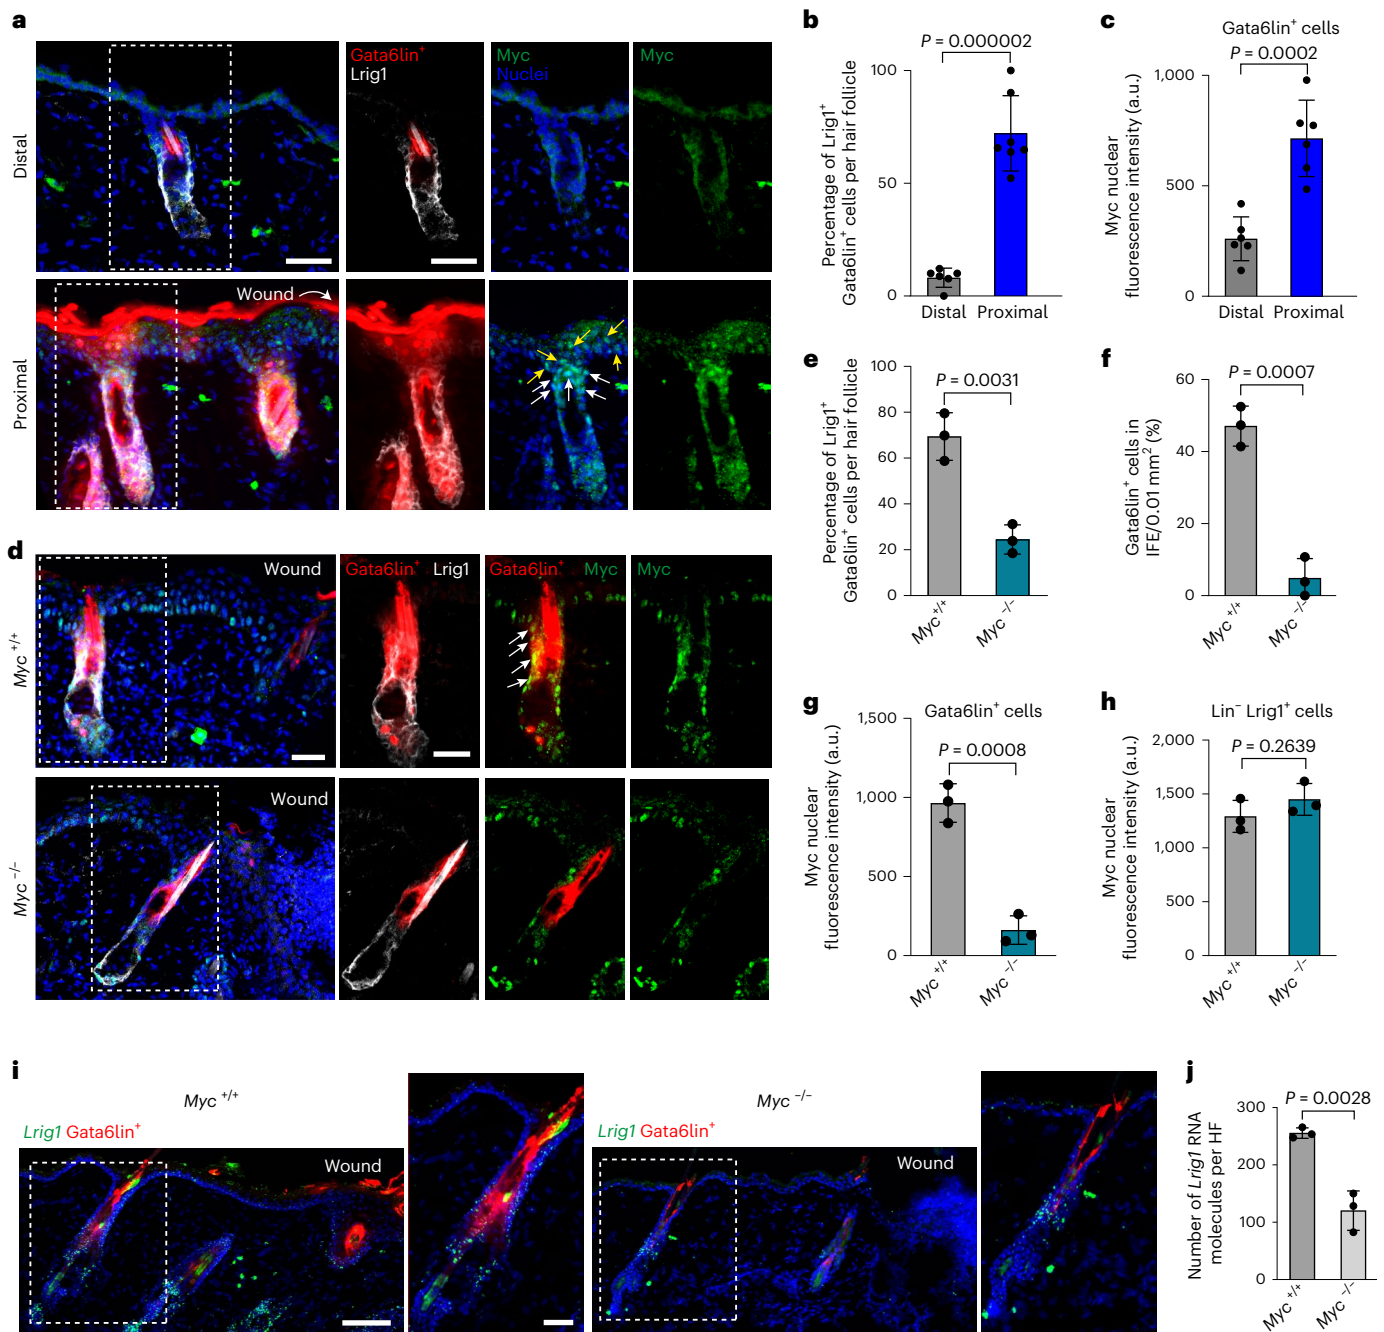 a
Distal
Gata6lin+
Lrig1
Myc
Nuclei
Myc
Proximal
Wound
b
P = 0.000002
Percentage of Lrig1+
Gata6lin+ cells per hair follicle
100
50
0
Distal Proximal
c
Gata6lin+ cells
P = 0.0002
Myc nuclear
fluorescence intensity (a.u.)
1,000
500
0
Distal Proximal
d
Myc+/+
Wound
Gata6lin+ Lrig1
Gata6lin+ Myc
Myc
Myc−/−
Wound
e
P = 0.0031
Percentage of Lrig1+
Gata6lin+ cells per hair follicle
100
80
60
40
20
0
Myc+/+
Myc−/−
f
P = 0.0007
Gata6lin+ cells in
IFE/0.01 mm2 (%)
60
40
20
0
Myc+/+
Myc−/−
g
Gata6lin+ cells
P = 0.0008
Myc nuclear
fluorescence intensity (a.u.)
1,500
1,000
500
0
Myc+/+
Myc−/−
h
Lin− Lrig1+ cells
P = 0.2639
Myc nuclear
fluorescence intensity (a.u.)
2,000
1,500
1,000
500
0
Myc+/+
Myc−/−
i
Myc+/+
Lrig1 Gata6lin+
Wound
Myc−/−
Lrig1 Gata6lin+
Wound
j
P = 0.0028
Number of Lrig1 RNA
molecules per HF
300
200
100
0
Myc+/+
Myc−/−